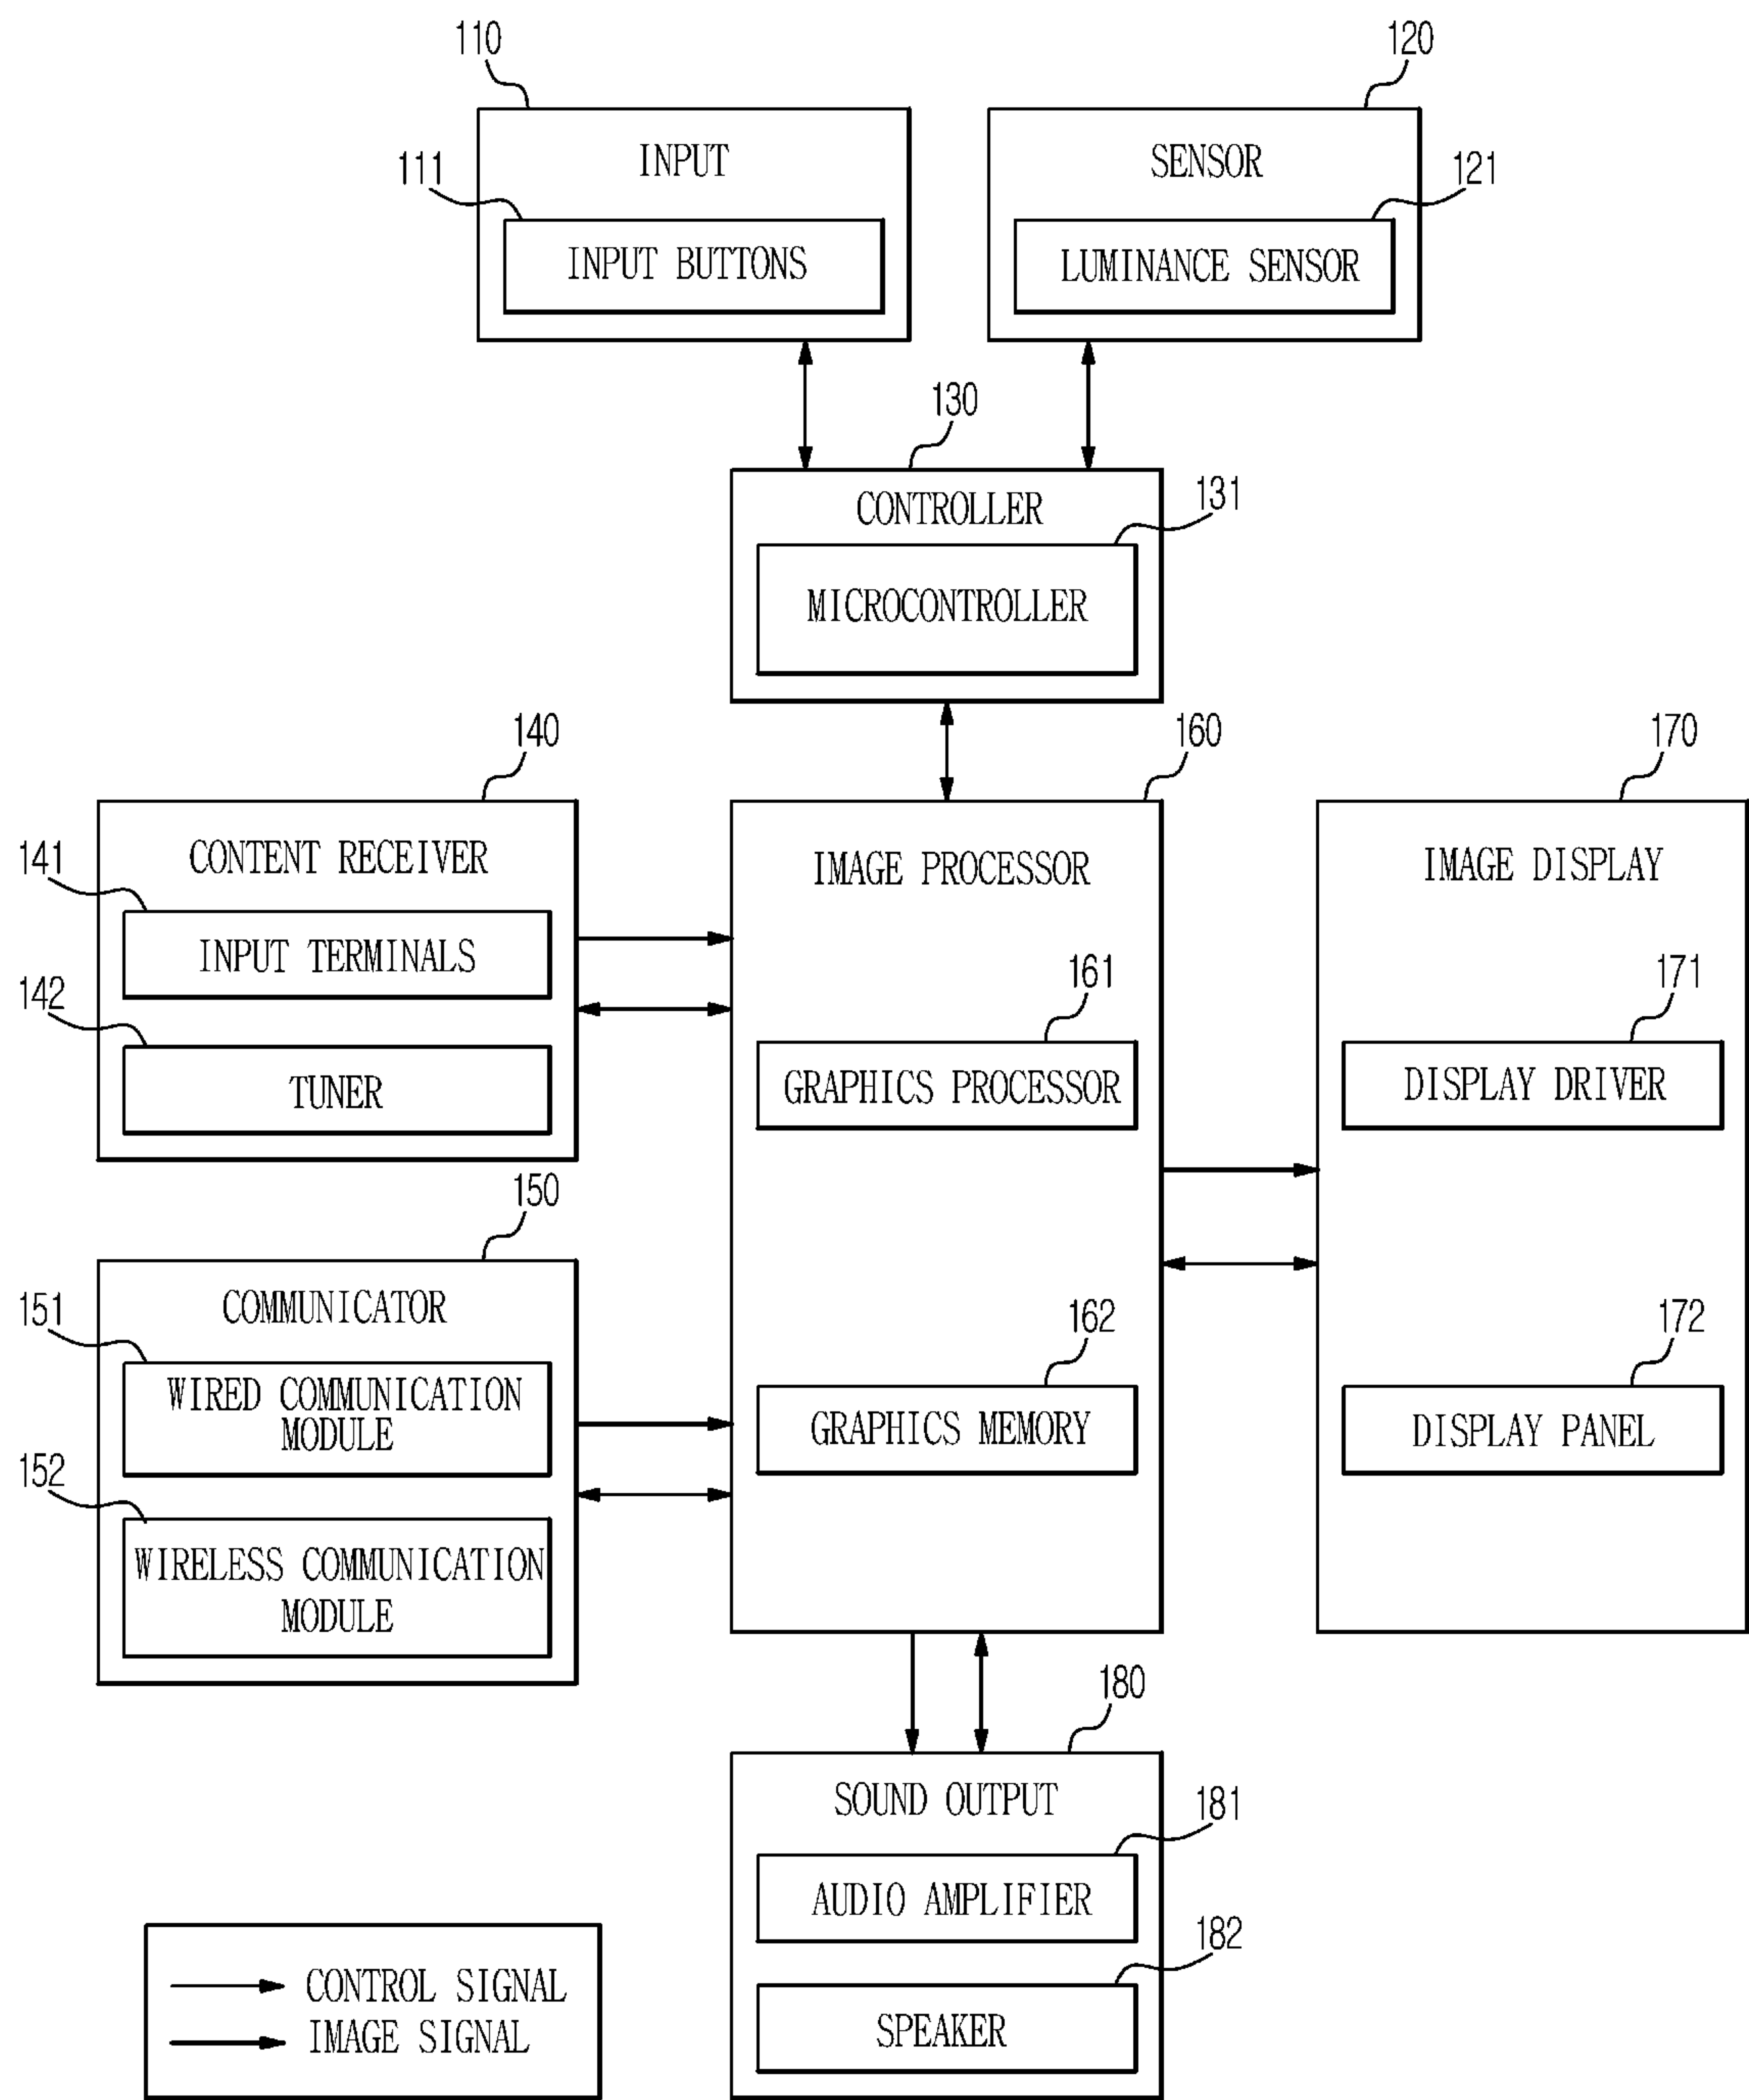 110
120
INPUT
SENSOR
111
121
INPUT BUTTONS
LUMINANCE SENSOR
130
CONTROLLER
131
MICROCONTROLLER
140
160
170
CONTENT RECEIVER
IMAGE PROCESSOR
IMAGE DISPLAY
141
INPUT TERMINALS
142
TUNER
161
GRAPHICS PROCESSOR
171
DISPLAY DRIVER
150
COMMUNICATOR
151
WIRED COMMUNICATION
MODULE
152
WIRELESS COMMUNICATION
MODULE
162
GRAPHICS MEMORY
172
DISPLAY PANEL
180
SOUND OUTPUT
181
AUDIO AMPLIFIER
182
SPEAKER
CONTROL SIGNAL
IMAGE SIGNAL